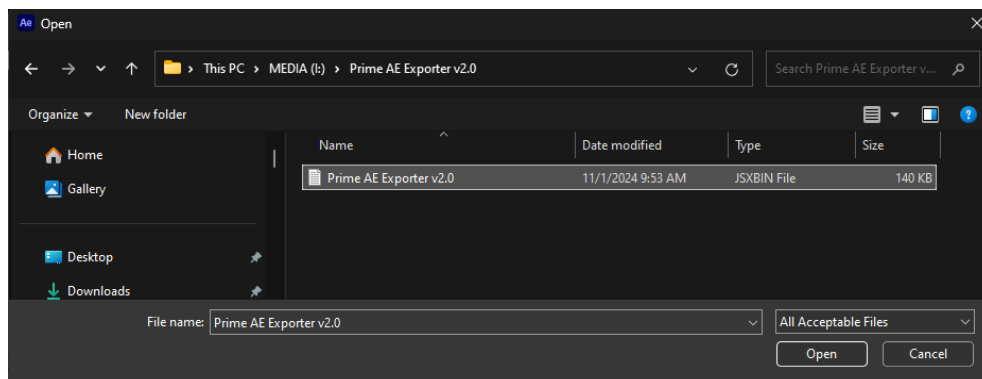 Ae Open
This PC > MEDIA (I:) > Prime AE Exporter v2.0
Search Prime AE Exporter v...
Organize
New folder
?
Name Date modified Type Size
Home
Prime AE Exporter v2.0 11/1/2024 9:53 AM JSXBIN File 140 KB
Gallery
Desktop
Downloads
File name: Prime AE Exporter v2.0 All Acceptable Files
Open Cancel